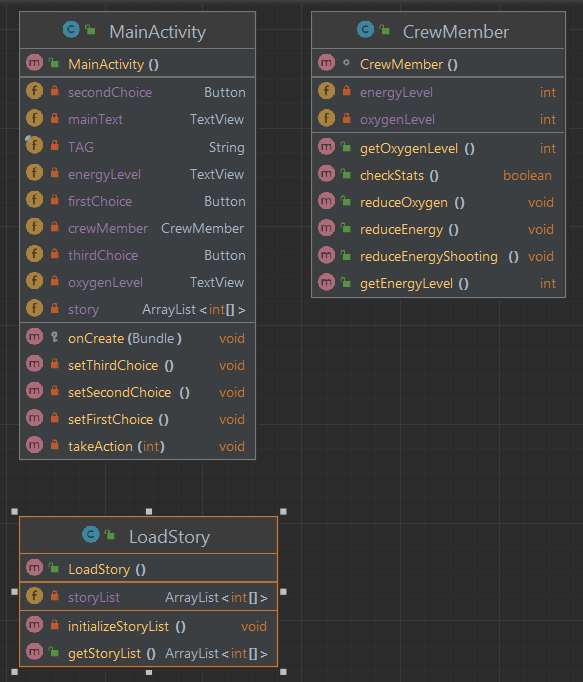 MainActivity
MainActivity ()
secondChoice Button
mainText TextView
TAG String
energyLevel TextView
firstChoice Button
crewMember CrewMember
thirdChoice Button
oxygenLevel TextView
story ArrayList<int[]>
onCreate (Bundle) void
setThirdChoice () void
setSecondChoice () void
setFirstChoice () void
takeAction (int) void
CrewMember
CrewMember ()
energyLevel int
oxygenLevel int
getOxygenLevel () int
checkStats () boolean
reduceOxygen () void
reduceEnergy () void
reduceEnergyShooting () void
getEnergyLevel () int
LoadStory
LoadStory ()
storyList ArrayList<int[]>
initializeStoryList () void
getStoryList () ArrayList<int[]>